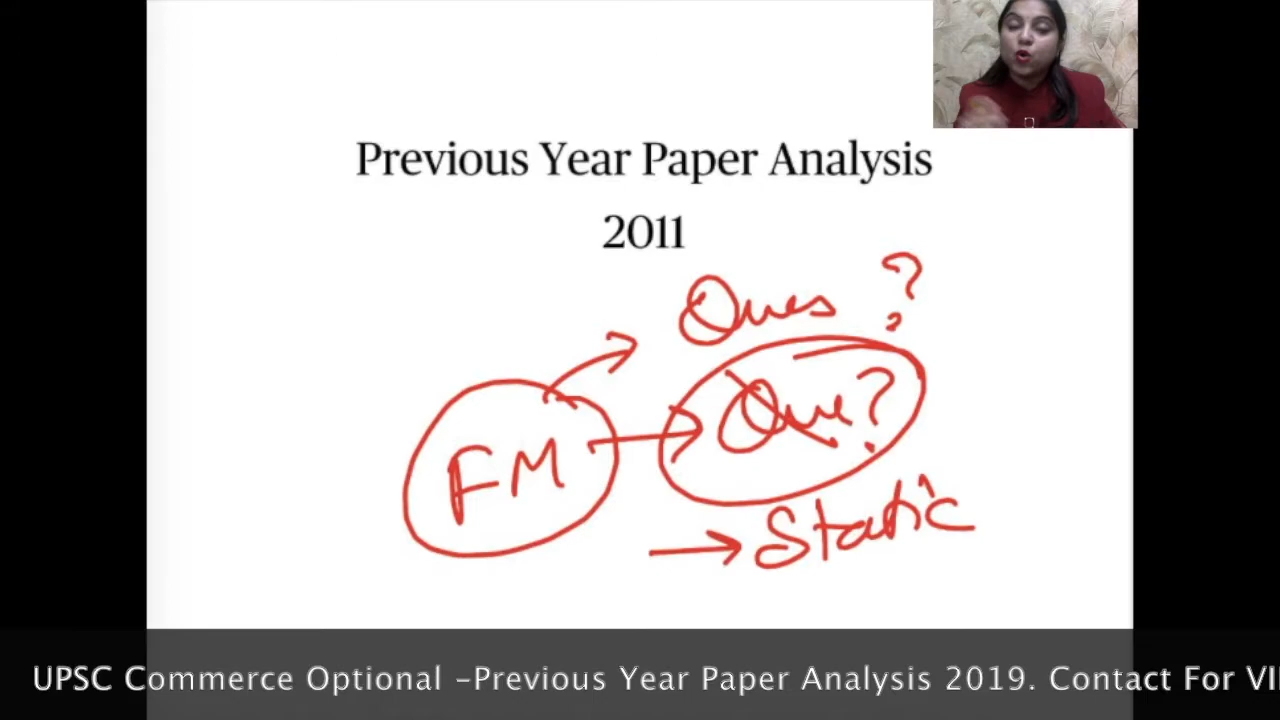 Previous Year Paper Analysis
2011
Ques ?
FM
Que?
Static
UPSC Commerce Optional -Previous Year Paper Analysis 2019. Contact For VI